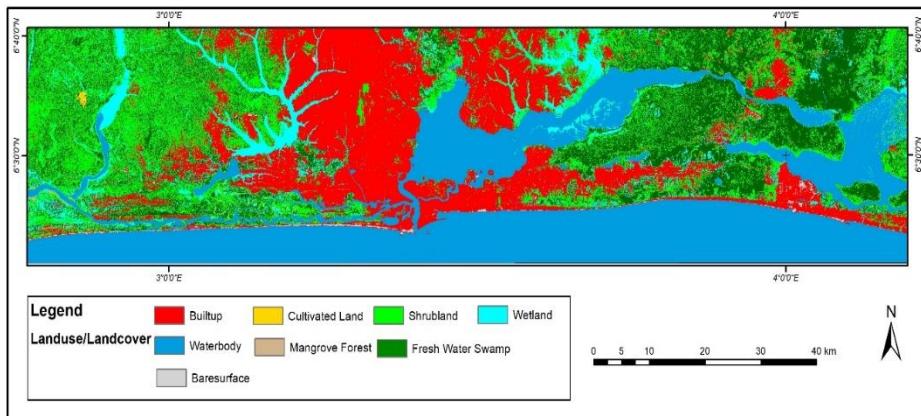 3°0'0"E 4°0'0"E
6°40'0"N 6°40'0"N
6°30'0"N 6°30'0"N
3°0'0"E 4°0'0"E
Legend
Builtup Cultivated Land Shrubland Wetland
Landuse/Landcover
Waterbody Mangrove Forest Fresh Water Swamp
Baresurface
N
0 5 10 20 30 40 km